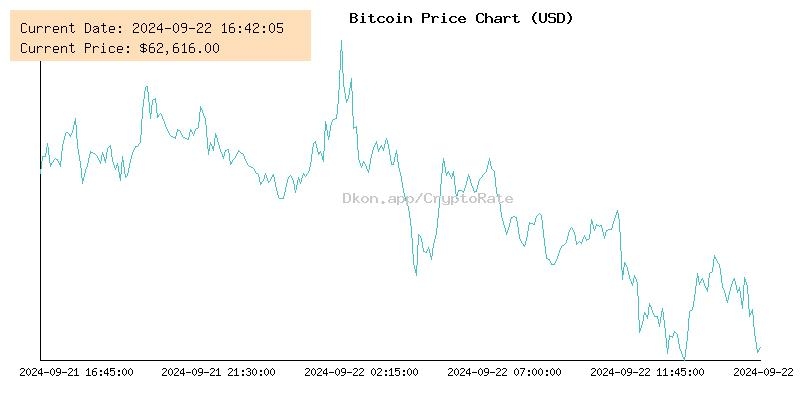 Bitcoin Price Chart (USD)
Current Date: 2024-09-22 16:42:05
Current Price: $62,616.00
Dkon.app/CryptoRate
2024-09-21 16:45:00 2024-09-21 21:30:00 2024-09-22 02:15:00 2024-09-22 07:00:00 2024-09-22 11:45:00 2024-09-22